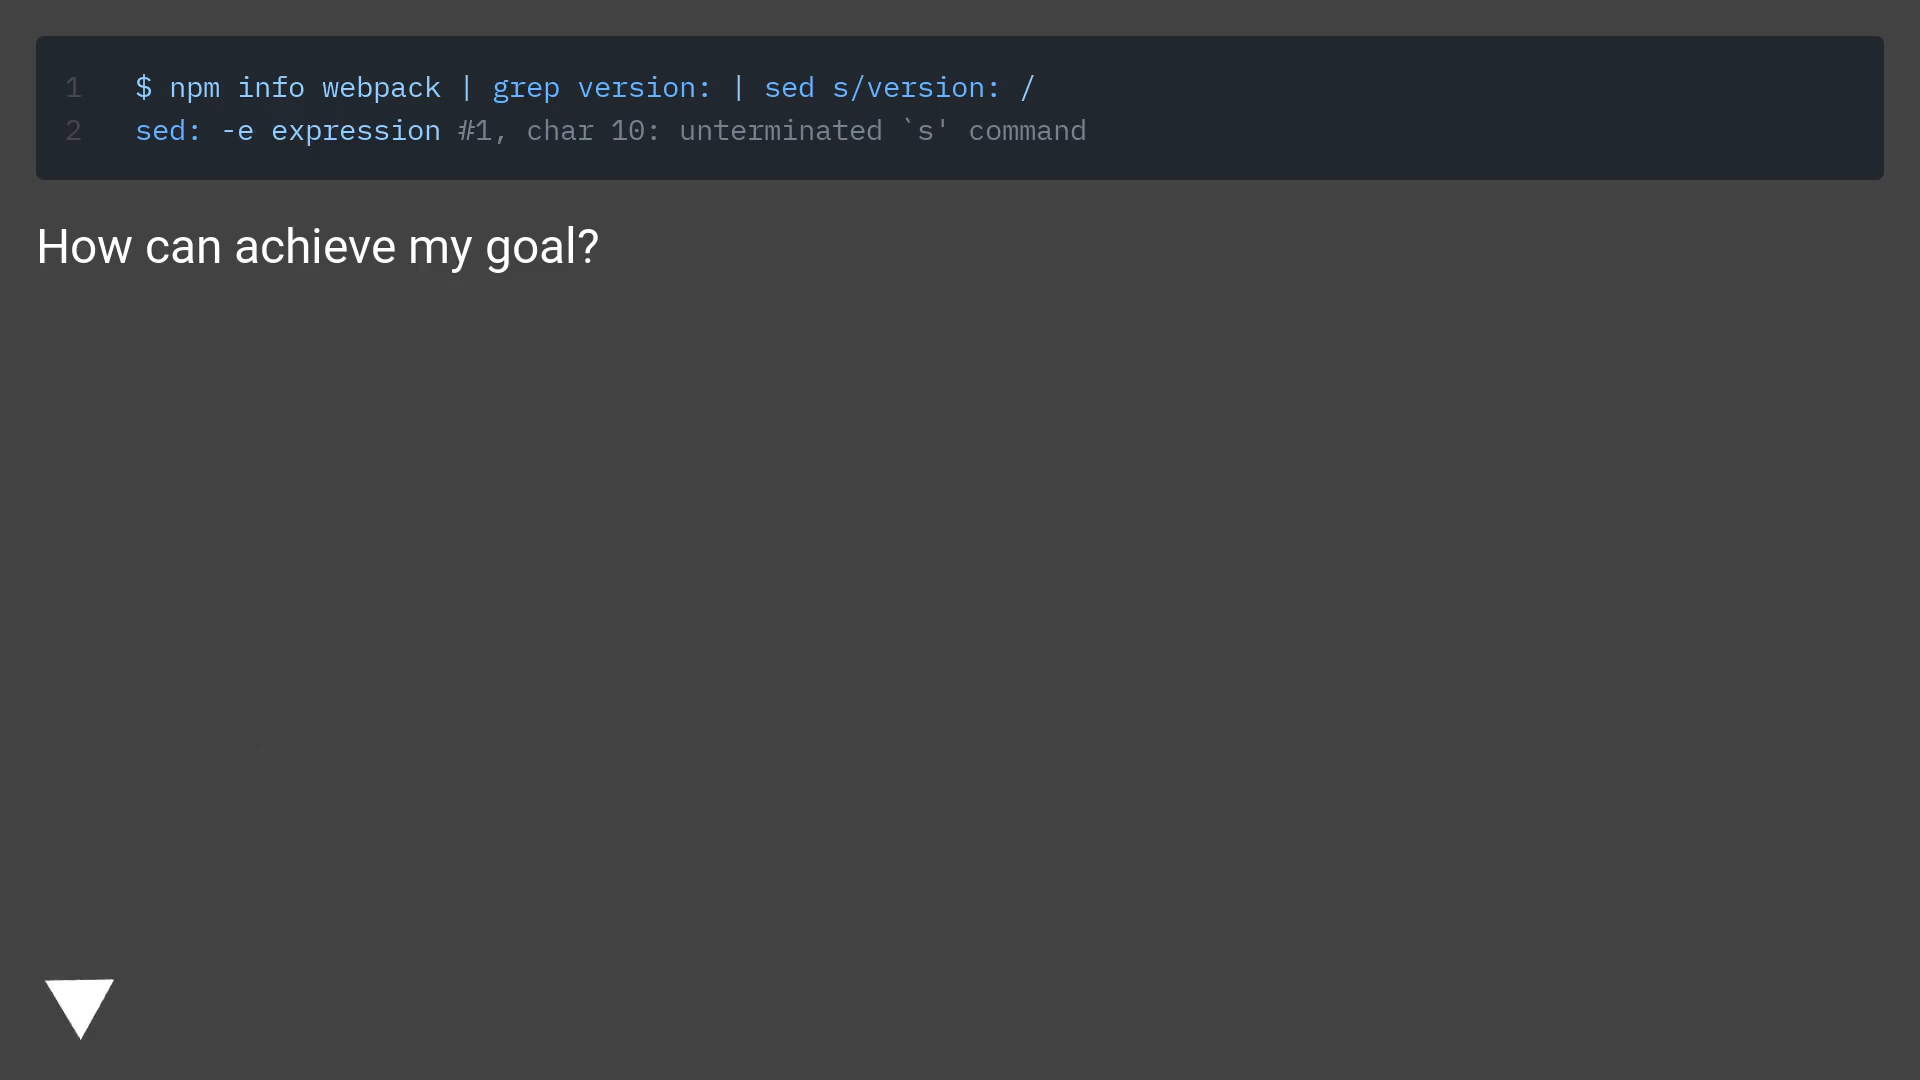 1 $ npm info webpack | grep version: | sed s/version: /
2 sed: -e expression #1, char 10: unterminated `s' command
How can achieve my goal?